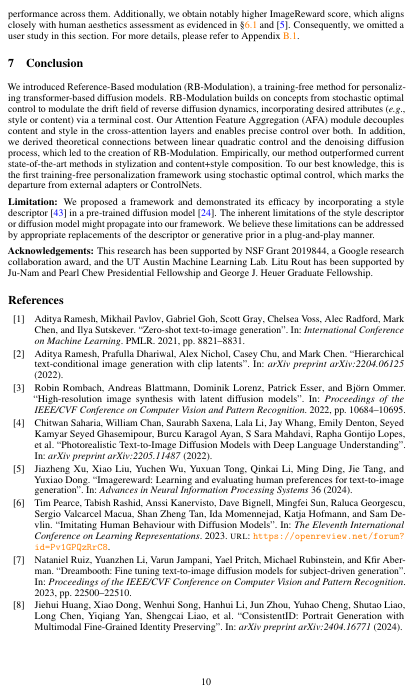 performance across them. Additionally, we obtain notably higher ImageReward score, which aligns
closely with human aesthetics assessment as evidenced in §6.1 and [5]. Consequently, we omitted a
user study in this section. For more details, please refer to Appendix B.1.
7 Conclusion
We introduced Reference-Based modulation (RB-Modulation), a training-free method for personaliz-
ing transformer-based diffusion models. RB-Modulation builds on concepts from stochastic optimal
control to modulate the drift field of reverse diffusion dynamics, incorporating desired attributes (e.g.,
style or content) via a terminal cost. Our Attention Feature Aggregation (AFA) module decouples
content and style in the cross-attention layers and enables precise control over both. In addition,
we derived theoretical connections between linear quadratic control and the denoising diffusion
process, which led to the creation of RB-Modulation. Empirically, our method outperformed current
state-of-the-art methods in stylization and content+style composition. To our best knowledge, this is
the first training-free personalization framework using stochastic optimal control, which marks the
departure from external adapters or ControlNets.
Limitation: We proposed a framework and demonstrated its efficacy by incorporating a style
descriptor [43] in a pre-trained diffusion model [24]. The inherent limitations of the style descriptor
or diffusion model might propagate into our framework. We believe these limitations can be addressed
by appropriate replacements of the descriptor or generative prior in a plug-and-play manner.
Acknowledgements: This research has been supported by NSF Grant 2019844, a Google research
collaboration award, and the UT Austin Machine Learning Lab. Litu Rout has been supported by
Ju-Nam and Pearl Chew Presidential Fellowship and George J. Heuer Graduate Fellowship.
References
[1] Aditya Ramesh, Mikhail Pavlov, Gabriel Goh, Scott Gray, Chelsea Voss, Alec Radford, Mark
Chen, and Ilya Sutskever. “Zero-shot text-to-image generation”. In: International Conference
on Machine Learning. PMLR. 2021, pp. 8821–8831.
[2] Aditya Ramesh, Prafulla Dhariwal, Alex Nichol, Casey Chu, and Mark Chen. “Hierarchical
text-conditional image generation with clip latents”. In: arXiv preprint arXiv:2204.06125
(2022).
[3] Robin Rombach, Andreas Blattmann, Dominik Lorenz, Patrick Esser, and Björn Ommer.
“High-resolution image synthesis with latent diffusion models”. In: Proceedings of the
IEEE/CVF Conference on Computer Vision and Pattern Recognition. 2022, pp. 10684–10695.
[4] Chitwan Saharia, William Chan, Saurabh Saxena, Lala Li, Jay Whang, Emily Denton, Seyed
Kamyar Seyed Ghasemipour, Burcu Karagol Ayan, S Sara Mahdavi, Rapha Gontijo Lopes,
et al. “Photorealistic Text-to-Image Diffusion Models with Deep Language Understanding”.
In: arXiv preprint arXiv:2205.11487 (2022).
[5] Jiazheng Xu, Xiao Liu, Yuchen Wu, Yuxuan Tong, Qinkai Li, Ming Ding, Jie Tang, and
Yuxiao Dong. “Imagereward: Learning and evaluating human preferences for text-to-image
generation”. In: Advances in Neural Information Processing Systems 36 (2024).
[6] Tim Pearce, Tabish Rashid, Anssi Kanervisto, Dave Bignell, Mingfei Sun, Raluca Georgescu,
Sergio Valcarcel Macua, Shan Zheng Tan, Ida Momennejad, Katja Hofmann, and Sam De-
vlin. “Imitating Human Behaviour with Diffusion Models”. In: The Eleventh International
Conference on Learning Representations. 2023. URL: https://openreview.net/forum?
id=Pv1GPQzRrC8.
[7] Nataniel Ruiz, Yuanzhen Li, Varun Jampani, Yael Pritch, Michael Rubinstein, and Kfir Aber-
man. “Dreambooth: Fine tuning text-to-image diffusion models for subject-driven generation”.
In: Proceedings of the IEEE/CVF Conference on Computer Vision and Pattern Recognition.
2023, pp. 22500–22510.
[8] Jiehui Huang, Xiao Dong, Wenhui Song, Hanhui Li, Jun Zhou, Yuhao Cheng, Shutao Liao,
Long Chen, Yiqiang Yan, Shengcai Liao, et al. “ConsistentID: Portrait Generation with
Multimodal Fine-Grained Identity Preserving”. In: arXiv preprint arXiv:2404.16771 (2024).
10